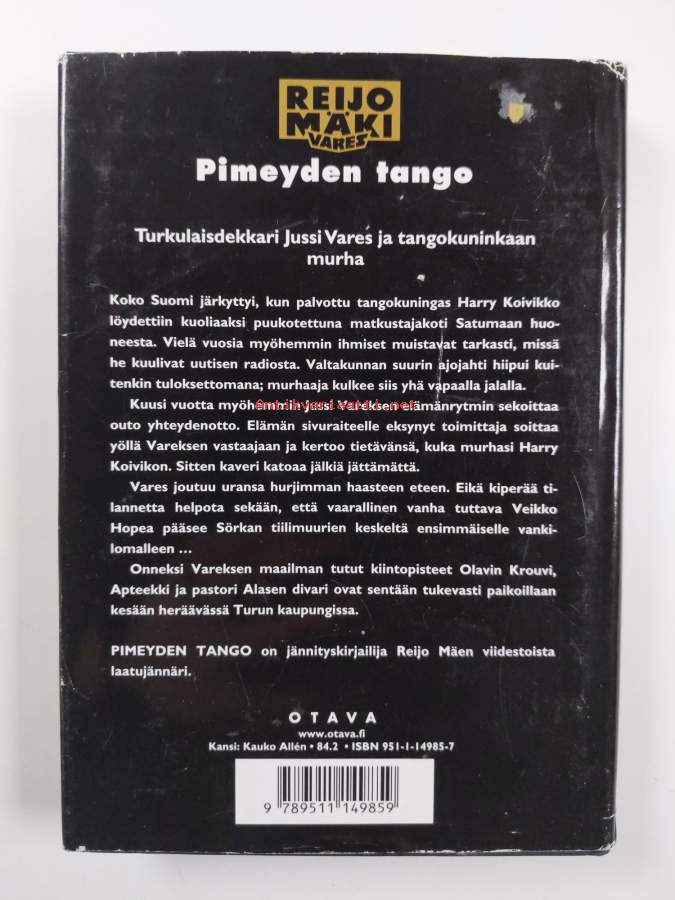 REIJO
MÄKI
VARES
Pimeyden tango
Turkulaisdekkari Jussi Vares ja tangokuninkaan
murha
Koko Suomi järkyttyi, kun palvottu tangokuningas Harry Koivikko
löydettiin kuoliaaksi puukotettuna matkustajakoti Satumaan huo-
neesta. Vielä vuosia myöhemmin ihmiset muistavat tarkasti, missä
he kuulivat uutisen radiosta. Valtakunnan suurin ajojahti hiipui kui-
tenkin tuloksettomana; murhaaja kulkee siis yhä vapaalla jalalla.
Kuusi vuotta myöhemmin Jussi Vareksen elämänrytmin sekoittaa
Antikvariaatti.net
outo yhteydenotto. Elämän sivuraiteelle eksynyt toimittaja soittaa
yöllä Vareksen vastaajaan ja kertoo tietävänsä, kuka murhasi Harry
Koivikon. Sitten kaveri katoaa jälkiä jättämättä.
Vares joutuu uransa hurjimman haasteen eteen. Eikä kiperää ti-
lannetta helpota sekään, että vaarallinen vanha tuttava Veikko
Hopea pääsee Sörkan tiilimuurien keskeltä ensimmäiselle vanki-
lomalleen ...
Onneksi Vareksen maailman tutut kiintopisteet Olavin Krouvi,
Apteekki ja pastori Alasen divari ovat sentään tukevasti paikoillaan
kesään heräävässä Turun kaupungissa.
PIMEYDEN TANGO on jännityskirjailija Reijo Mäen viidestoista
laatujännäri.
OTAVA
www.otava.fi
Kansi: Kauko Allén • 84.2 • ISBN 951-1-14985-7
9 789511 149859